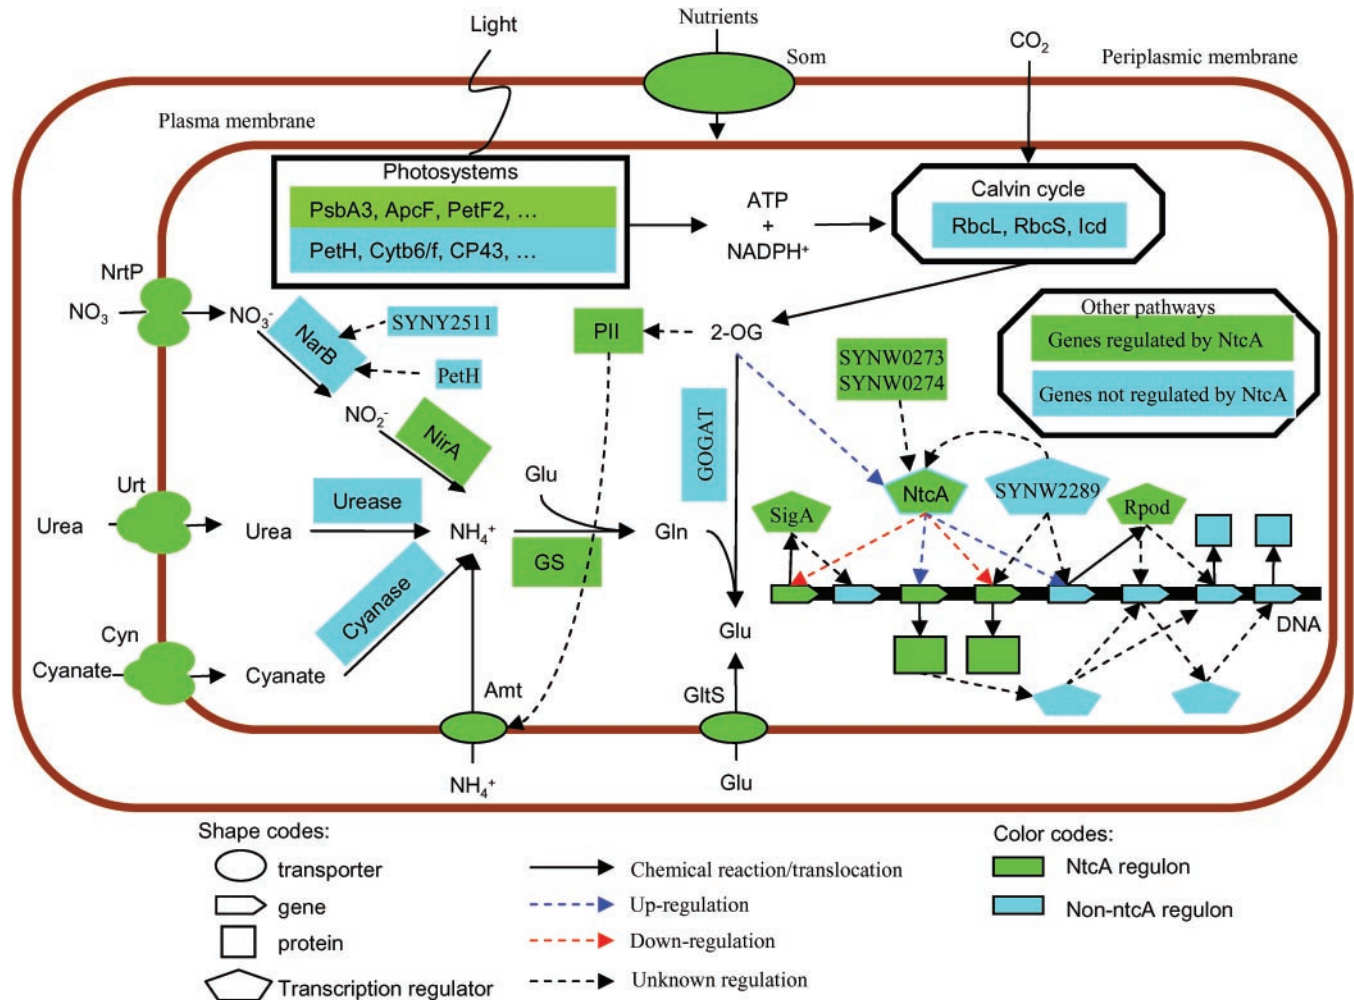 Nutrients
Light
Som
CO2
Periplasmic membrane
Plasma membrane
Photosystems
PsbA3, ApcF, PetF2, ...
PetH, Cytb6/f, CP43, ...
ATP
+
NADPH+
Calvin cycle
RbcL, RbcS, Icd
NrtP
NO3
NO3-
NarB
SYNY2511
PetH
PII
2-OG
Other pathways
Genes regulated by NtcA
Genes not regulated by NtcA
SYNW0273
SYNW0274
NO2-
NirA
GOGAT
NtcA
SYNW2289
Rpod
SigA
Urt
Urea
Urea
Urease
NH4+
Glu
Gln
GS
Cyanase
DNA
Glu
Cyn
Cyanate
Cyanate
Amt
GltS
NH4+
Glu
Shape codes:
transporter
gene
protein
Transcription regulator
Chemical reaction/translocation
Up-regulation
Down-regulation
Unknown regulation
Color codes:
NtcA regulon
Non-ntcA regulon